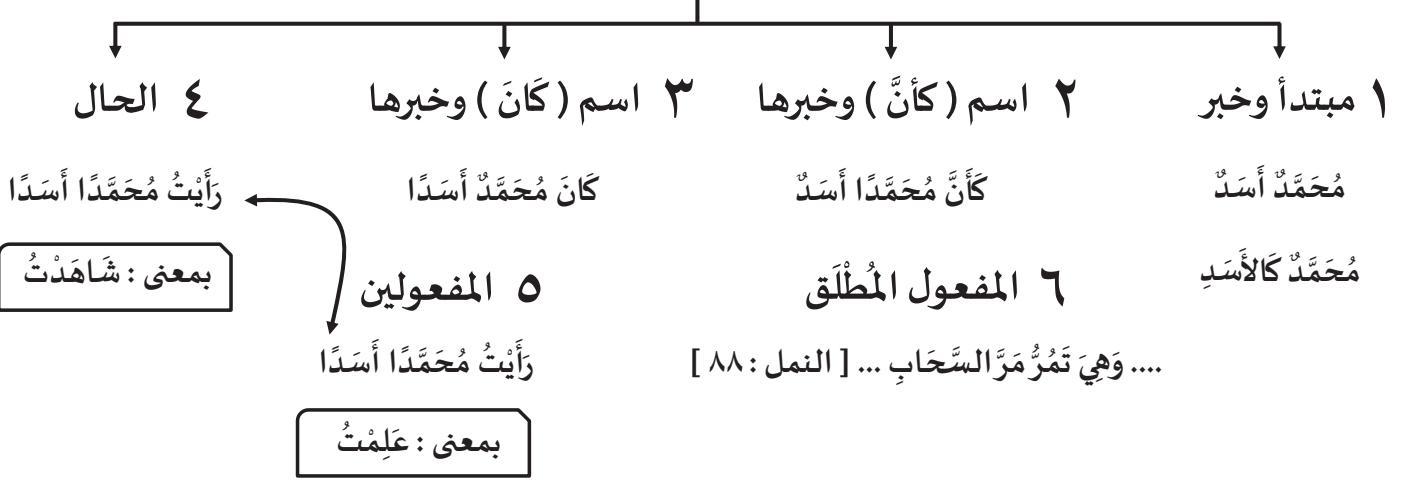 ١ مبتدأ وخبر
مُحَمَّدٌ أَسَدٌ
مُحَمَّدٌ كَالأَسَدِ
٢ اسم ( كأنَّ ) وخبرها
كَأَنَّ مُحَمَّدًا أَسَدٌ
٣ اسم ( كَانَ ) وخبرها
كَانَ مُحَمَّدٌ أَسَدًا
٤ الحال
رَأَيْتُ مُحَمَّدًا أَسَدًا
بمعنى : شَاهَدْتُ
٥ المفعولين
رَأَيْتُ مُحَمَّدًا أَسَدًا
بمعنى : عَلِمْتُ
٦ المفعول المُطْلَق
.... وَهِيَ تَمُرُّ مَرَّ السَّحَابِ ... [ النمل : ٨٨ ]